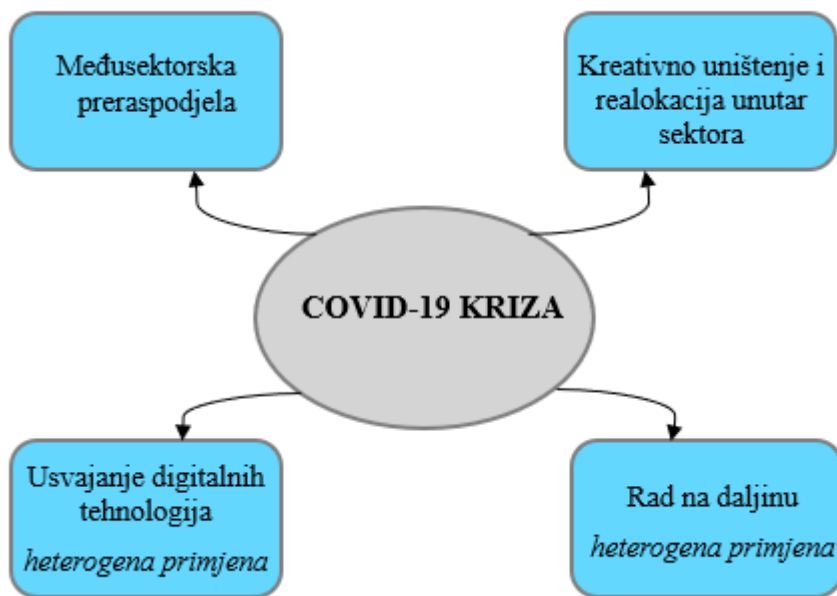 Međusektorska
preraspodjela
Kreativno uništenje i
realokacija unutar
sektora
COVID-19 KRIZA
Usvajanje digitalnih
tehnologija
heterogena primjena
Rad na daljinu
heterogena primjena